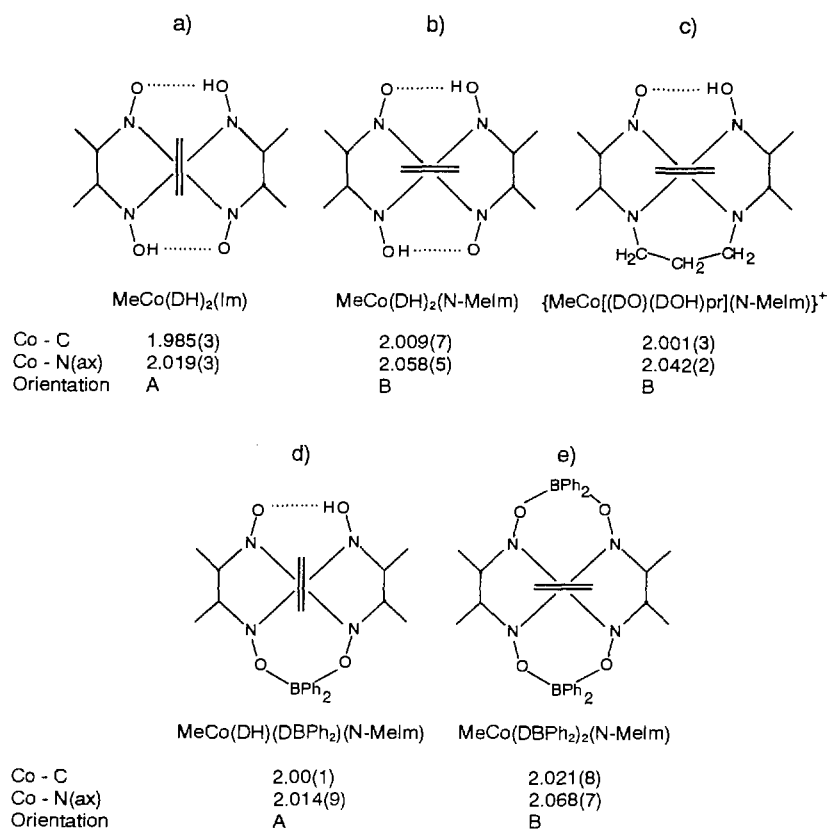 a) b) c)
O HO O HO O HO
N N N N N N
N N N N N N
OH O OH O H₂C CH₂ CH₂
MeCo(DH)₂(Im) MeCo(DH)₂(N-MeIm) {MeCo[(DO)(DOH)pr](N-MeIm)}⁺
Co - C 1.985(3) 2.009(7) 2.001(3)
Co - N(ax) 2.019(3) 2.058(5) 2.042(2)
Orientation A B B
d) e)
BPh₂
O HO O O
N N N N
N N N N
O O O O
BPh₂ BPh₂
MeCo(DH)(DBPh₂)(N-MeIm) MeCo(DBPh₂)₂(N-MeIm)
Co - C 2.00(1) 2.021(8)
Co - N(ax) 2.014(9) 2.068(7)
Orientation A B